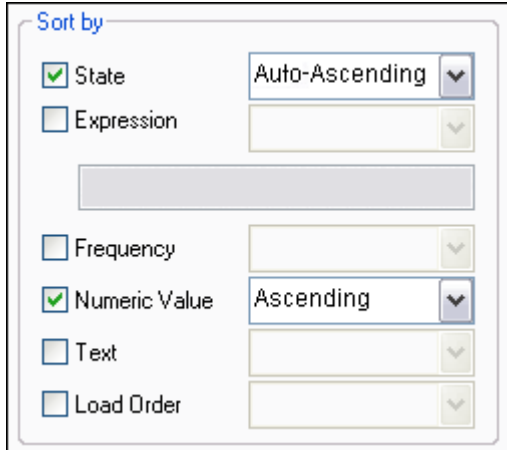 Sort by
State Auto-Ascending
Expression
Frequency
Numeric Value Ascending
Text
Load Order